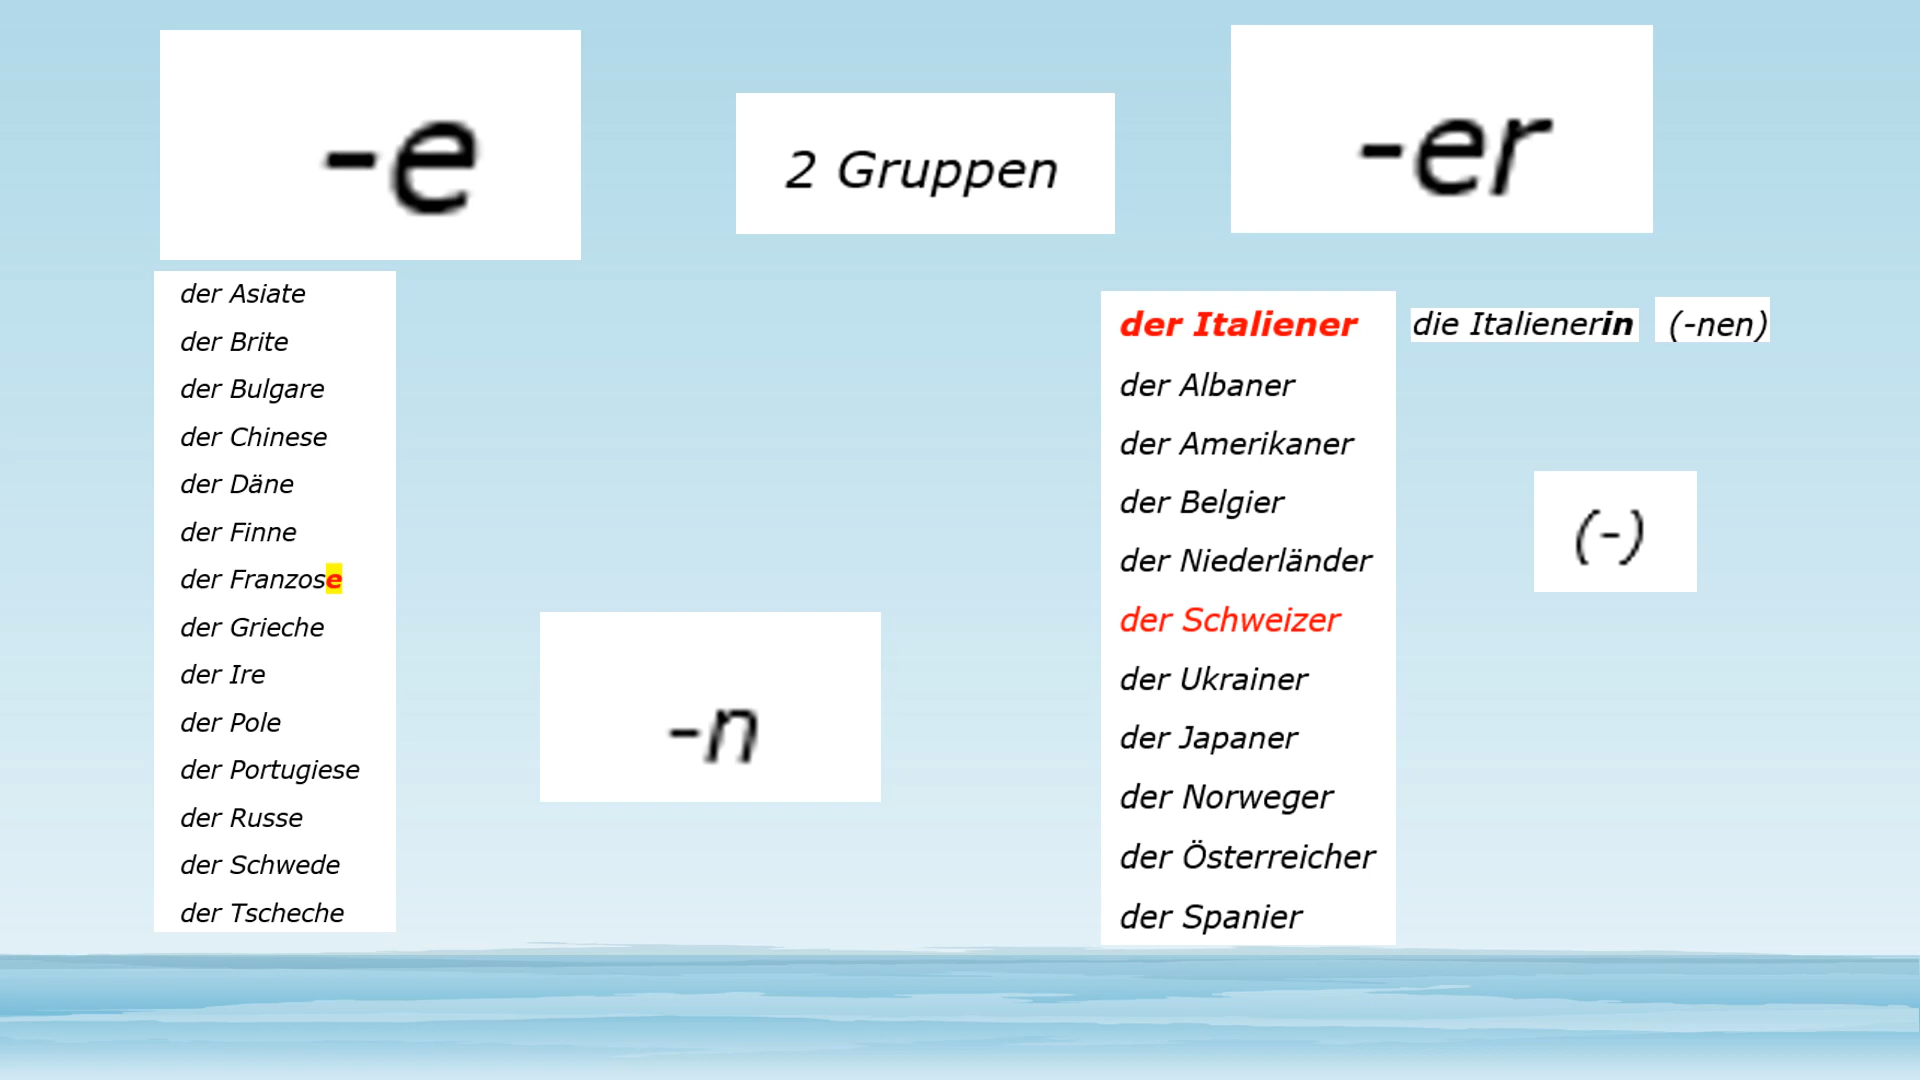 -e
2 Gruppen
-er
der Asiate
der Brite
der Bulgare
der Chinese
der Däne
der Finne
der Franzose
der Grieche
der Ire
der Pole
der Portugiese
der Russe
der Schwede
der Tscheche
-n
der Italiener die Italienerin (-nen)
der Albaner
der Amerikaner
der Belgier
der Niederländer
der Schweizer
der Ukrainer
der Japaner
der Norweger
der Österreicher
der Spanier
(-)